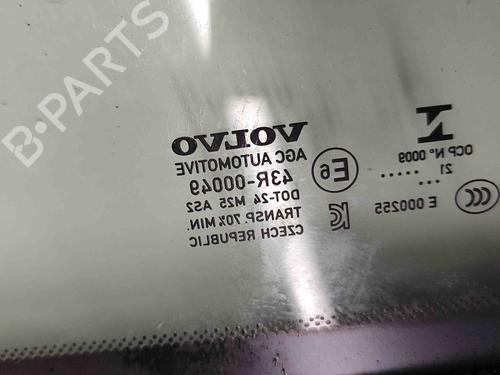 B-PARTS
VOLVO
AGC AUTOMOTIVE
43R-00049
DOT-24 M25 AS2
TRANSP. 70% MIN.
CZECH REPUBLIC
E6
OCP N° 0009
21
CCC
E 000255